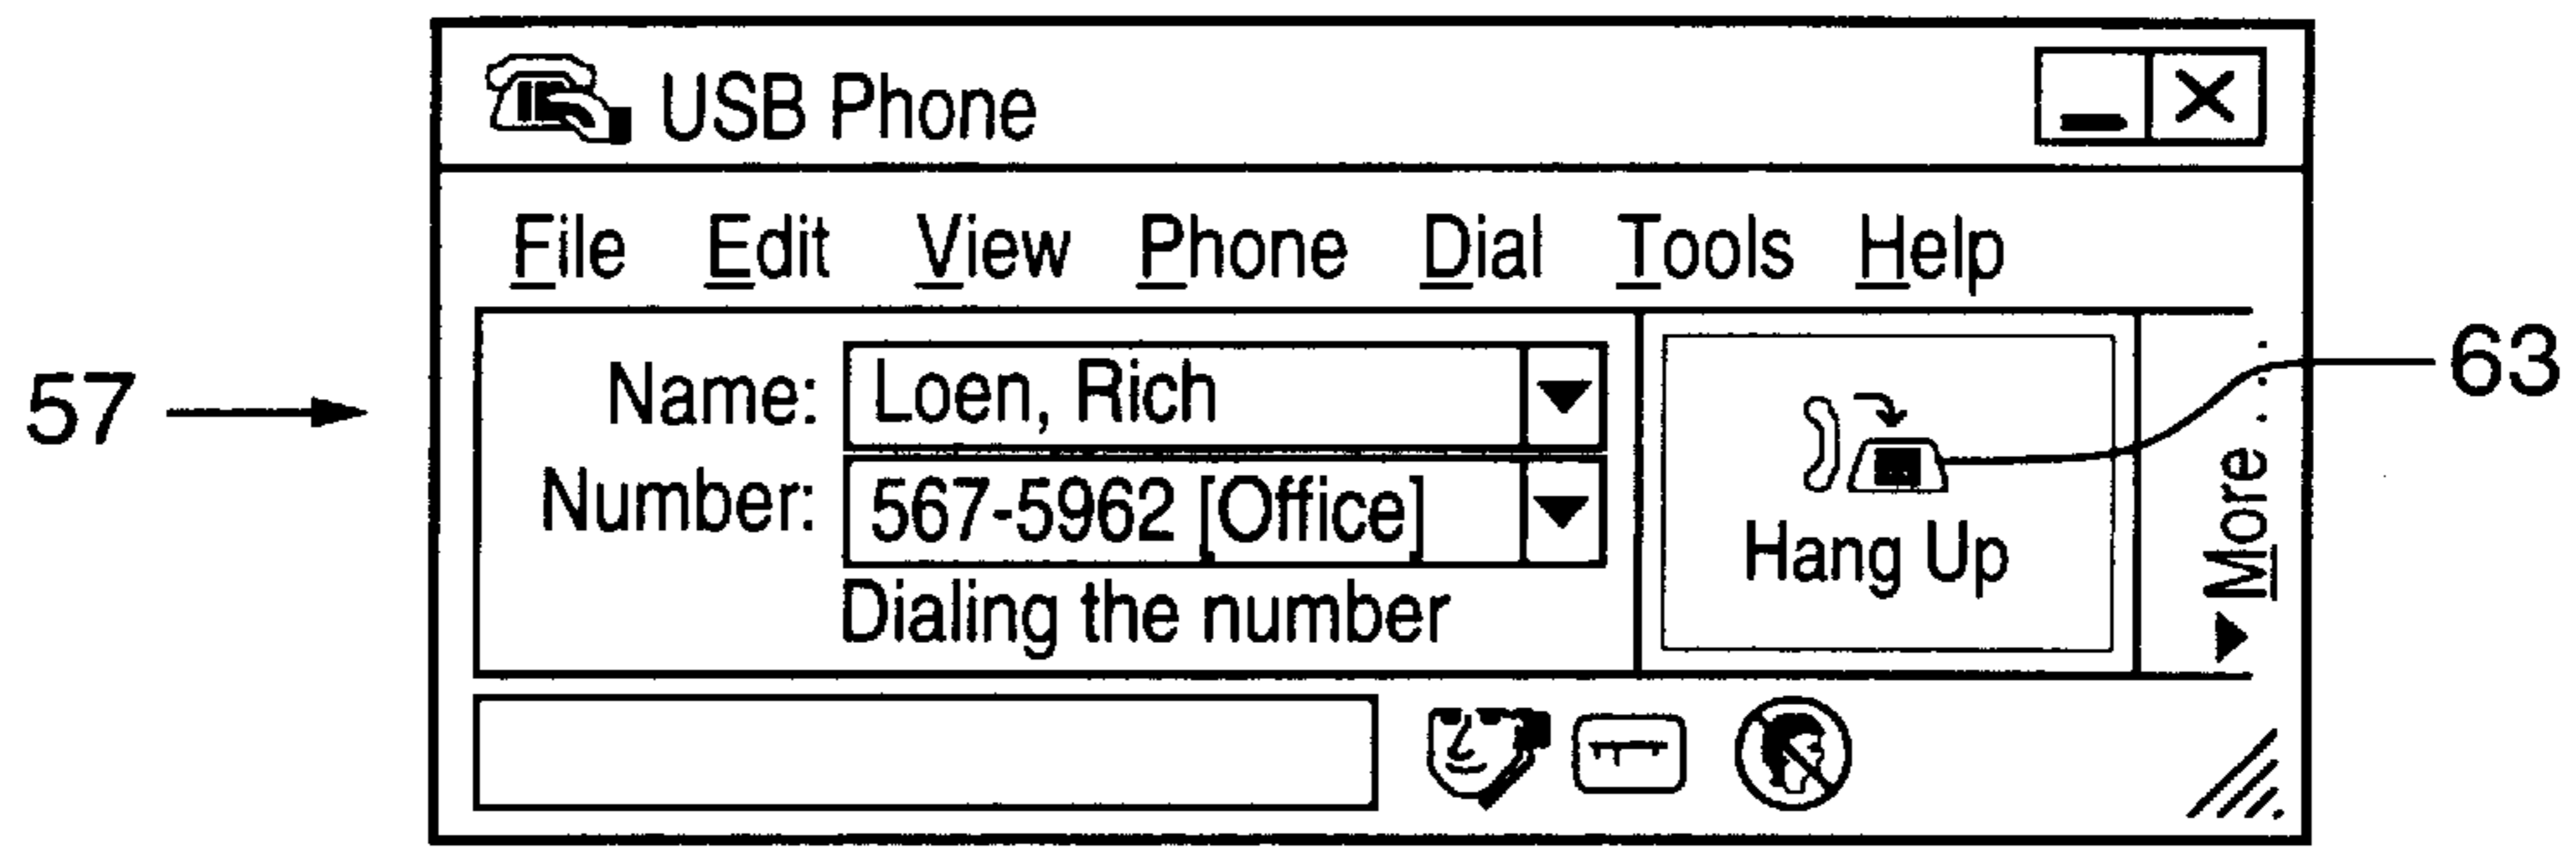 USB Phone
File Edit View Phone Dial Tools Help
57
63
Name: Loen, Rich
Number: 567-5962 [Office]
Dialing the number
Hang Up
More . . .